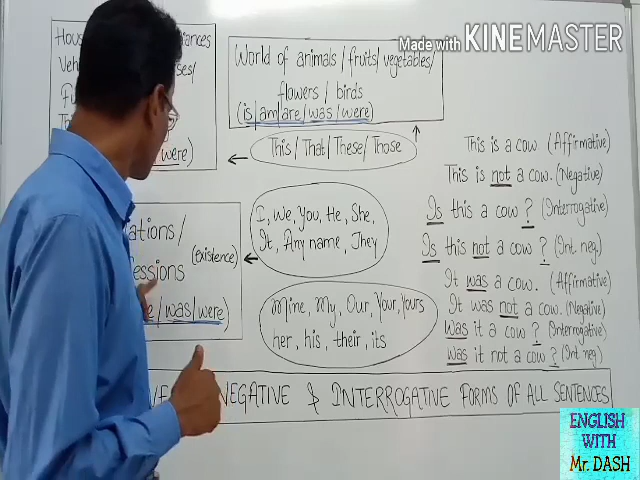 Made with KINEMASTER
World of animals/fruits/vegetables/
flowers / birds
(is/am/are/was/were)
This/That/These/Those
were)
I, We, You, He, She,
It, Any name, They
(Existence)
was/were)
Mine, My, Our, Your, Yours
her, his, their, its
This is a cow (Affirmative)
This is not a cow. (Negative)
Is this a cow ? (Interrogative)
Is this not a cow ? (Int neg)
It was a cow. (Affirmative)
It was not a cow. (Negative)
Was it a cow ? (Interrogative)
Was it not a cow ? (Int neg)
NEGATIVE & INTERROGATIVE FORMS OF ALL SENTENCES
ENGLISH
WITH
Mr. DASH